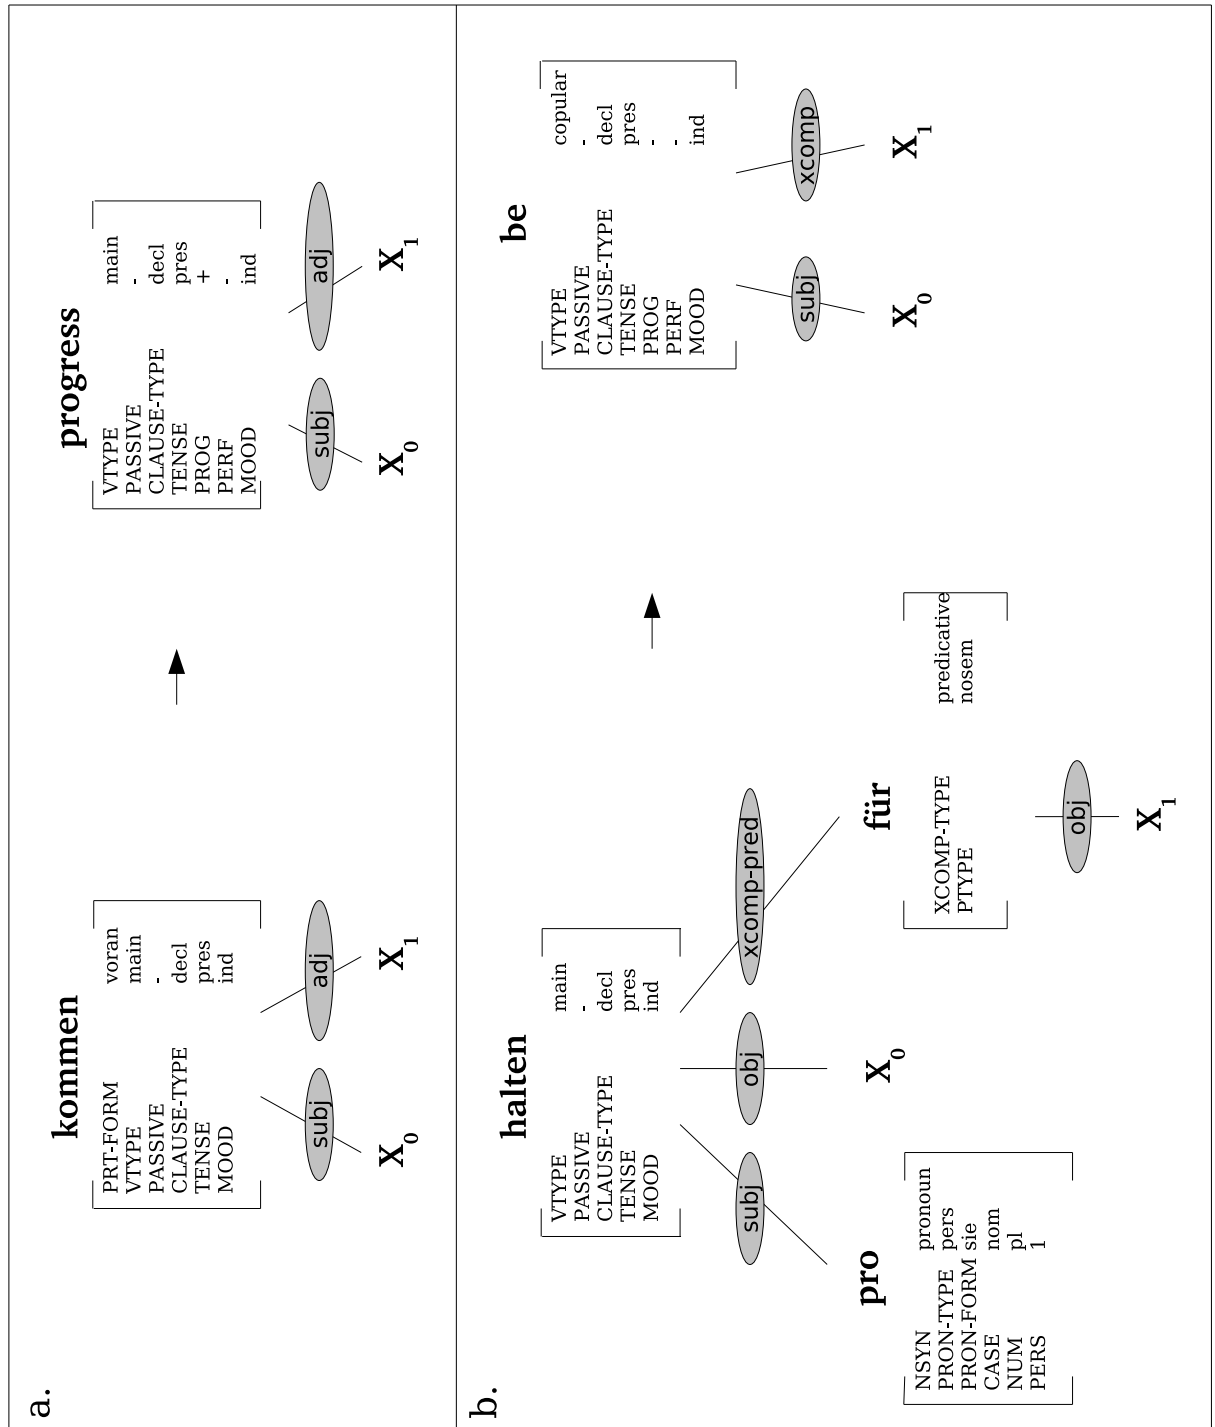 a.
kommen
PRT-FORM voran
VTYPE main
PASSIVE -
CLAUSE-TYPE decl
TENSE pres
MOOD ind
subj adj
X0 X1
progress
VTYPE main
PASSIVE -
CLAUSE-TYPE decl
TENSE pres
PROG +
PERF -
MOOD ind
subj adj
X0 X1
b.
halten
VTYPE main
PASSIVE -
CLAUSE-TYPE decl
TENSE pres
MOOD ind
subj obj xcomp-pred
pro X0 für
NSYN pronoun
PRON-TYPE pers
PRON-FORM sie
CASE nom
NUM pl
PERS 1
XCOMP-TYPE predicative
PTYPE nosem
obj
X1
be
VTYPE copular
PASSIVE -
CLAUSE-TYPE decl
TENSE pres
PROG -
PERF -
MOOD ind
subj xcomp
X0 X1